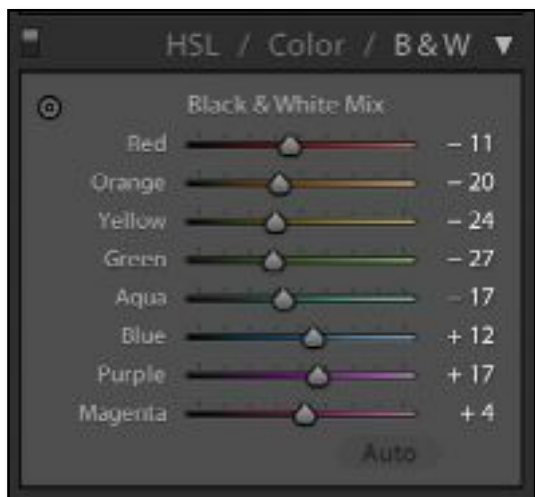 HSL / Color / B & W ▼
Black & White Mix
Red − 11
Orange − 20
Yellow − 24
Green − 27
Aqua − 17
Blue + 12
Purple + 17
Magenta + 4
Auto